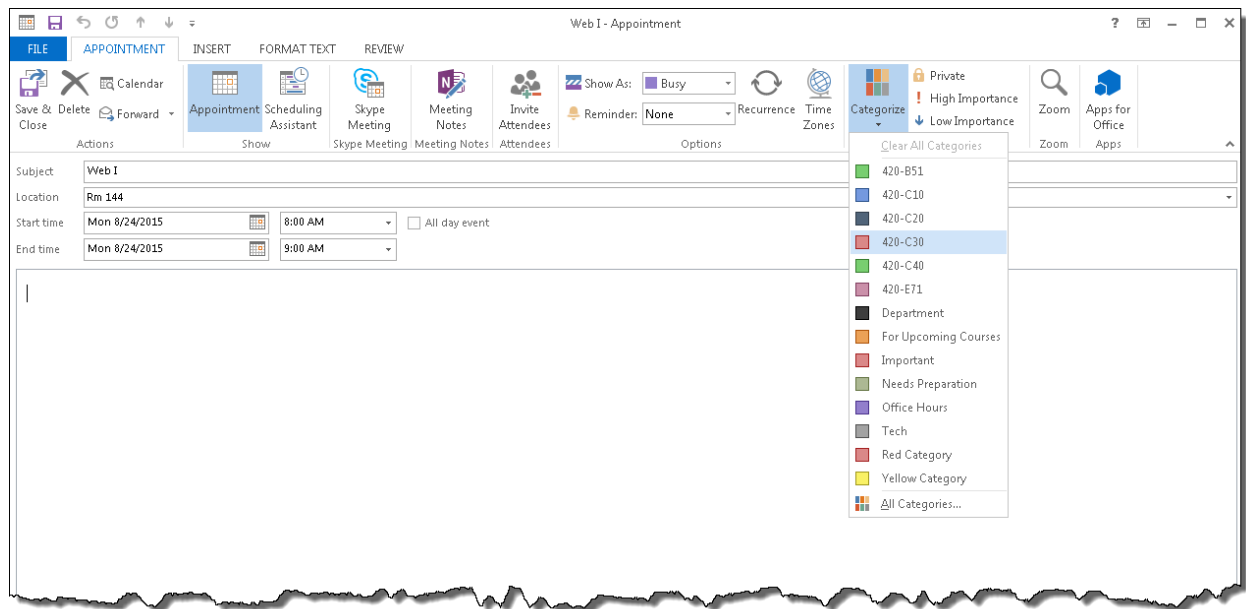 Web I - Appointment
?
FILE APPOINTMENT INSERT FORMAT TEXT REVIEW
Save & Close
Delete
Calendar
Forward
Actions
Appointment
Scheduling Assistant
Show
Skype Meeting
Skype Meeting
Meeting Notes
Meeting Notes
Invite Attendees
Attendees
Show As: Busy
Reminder: None
Recurrence
Time Zones
Options
Categorize
Private
High Importance
Low Importance
Zoom
Zoom
Apps for Office
Apps
Subject Web I
Location Rm 144
Start time Mon 8/24/2015 8:00 AM All day event
End time Mon 8/24/2015 9:00 AM
Clear All Categories
420-B51
420-C10
420-C20
420-C30
420-C40
420-E71
Department
For Upcoming Courses
Important
Needs Preparation
Office Hours
Tech
Red Category
Yellow Category
All Categories...